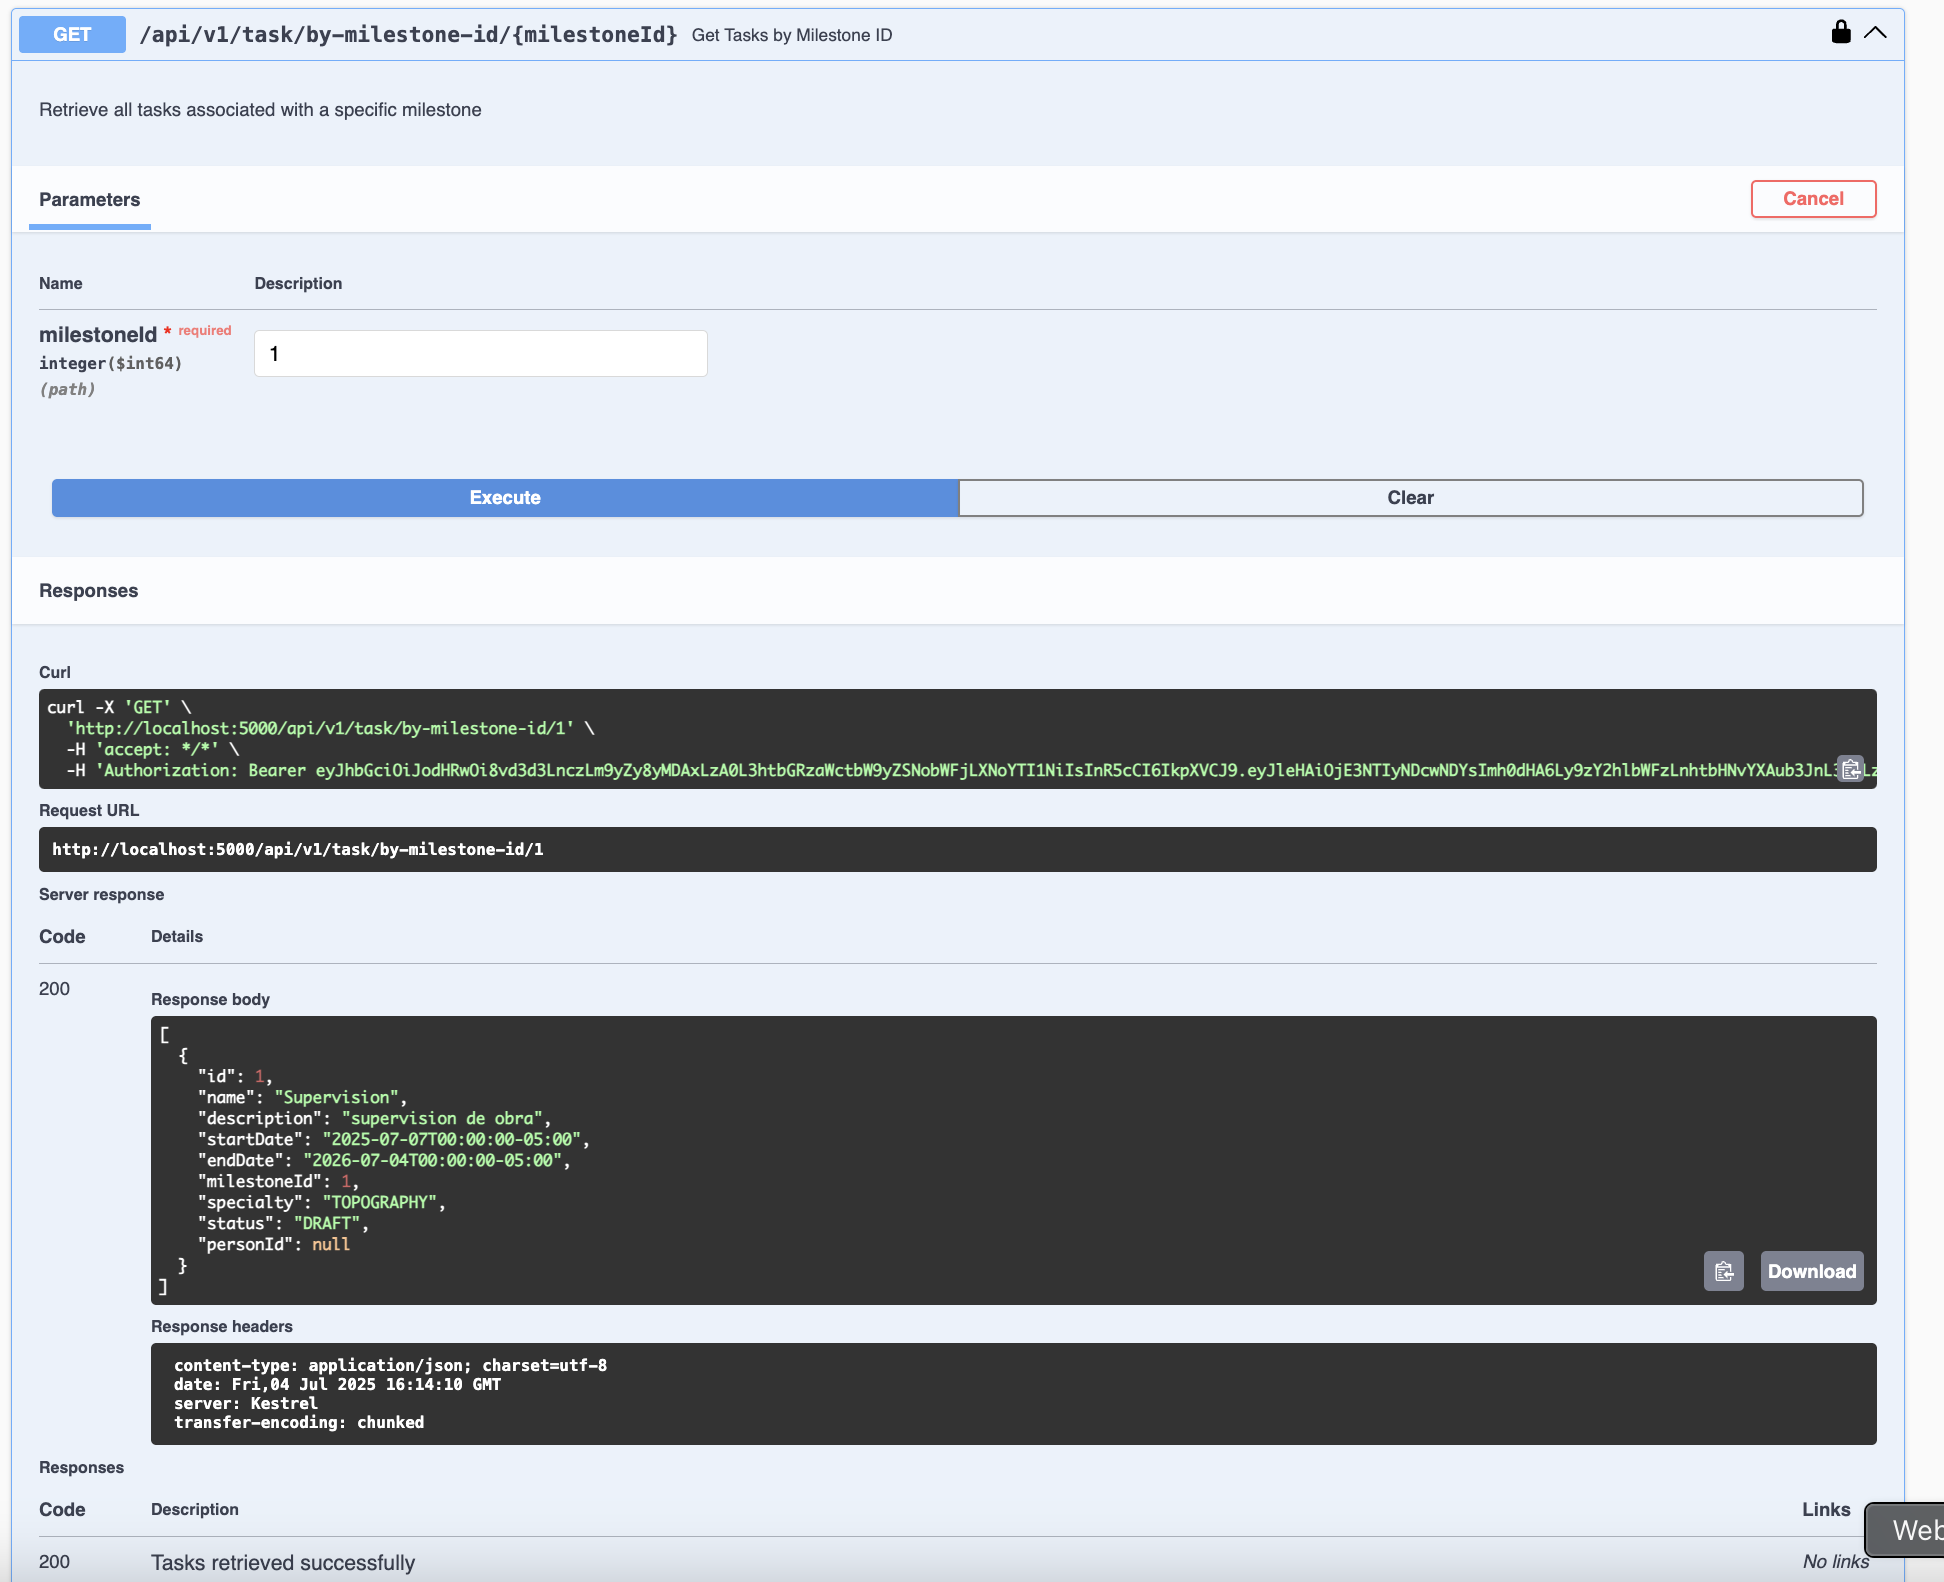 GET /api/v1/task/by-milestone-id/{milestoneId} Get Tasks by Milestone ID
Retrieve all tasks associated with a specific milestone
Parameters
Cancel
Name Description
milestoneId * required
integer($int64)
(path)
1
Execute
Clear
Responses
Curl
curl -X 'GET' \
'http://localhost:5000/api/v1/task/by-milestone-id/1' \
-H 'accept: */*' \
-H 'Authorization: Bearer eyJhbGciOiJodHRwOi8vd3d3LnczLm9yZy8yMDAxLzA0L3htbGRzaWctbW9yZSNobWFjLXNoYTI1NiIsInR5cCI6IkpXVCJ9.eyJleHAiOjE3NTIyNDcwNDYsImh0dHA6Ly9zY2hlbWFzLnhtbHNvYXAub3JnL3
Request URL
http://localhost:5000/api/v1/task/by-milestone-id/1
Server response
Code Details
200
Response body
[
{
"id": 1,
"name": "Supervision",
"description": "supervision de obra",
"startDate": "2025-07-07T00:00:00-05:00",
"endDate": "2026-07-04T00:00:00-05:00",
"milestoneId": 1,
"specialty": "TOPOGRAPHY",
"status": "DRAFT",
"personId": null
}
]
Download
Response headers
content-type: application/json; charset=utf-8
date: Fri,04 Jul 2025 16:14:10 GMT
server: Kestrel
transfer-encoding: chunked
Responses
Code Description Links
200 Tasks retrieved successfully No links
Web